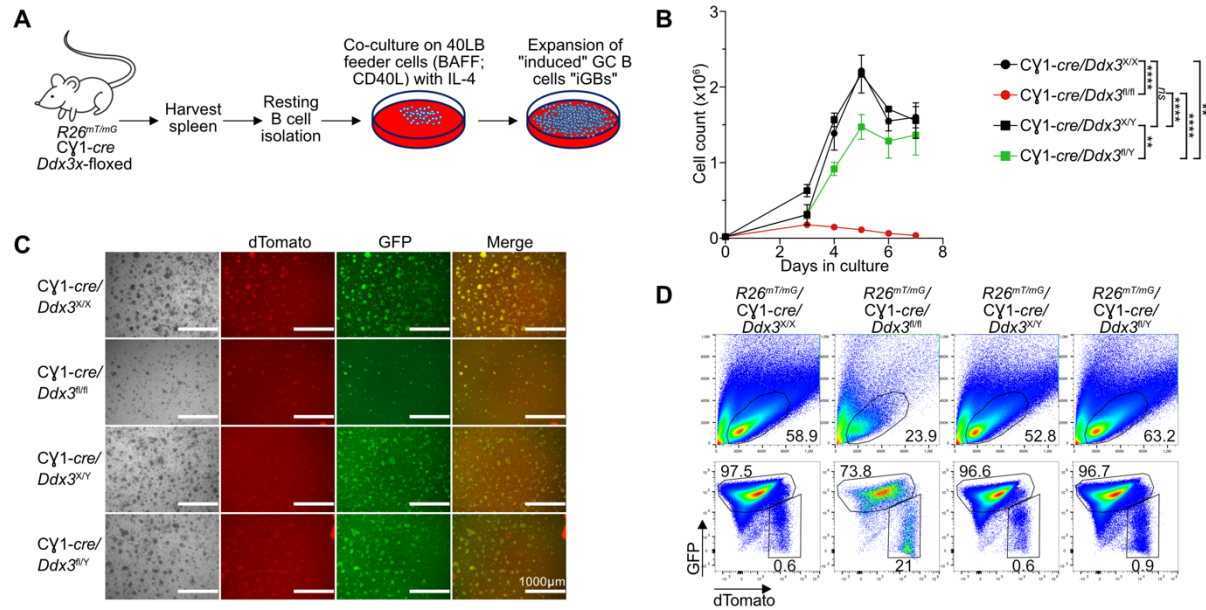 A
R26mT/mG
CƔ1-cre
Ddx3x-floxed
Harvest
spleen
Resting
B cell
isolation
Co-culture on 40LB
feeder cells (BAFF;
CD40L) with IL-4
Expansion of
"induced" GC B
cells "iGBs"
B
Cell count (x10⁶)
3
2
1
0
0
2
4
6
8
Days in culture
CƔ1-cre/Ddx3X/X
CƔ1-cre/Ddx3fl/fl
CƔ1-cre/Ddx3X/Y
CƔ1-cre/Ddx3fl/Y
****
ns
**
****
****
**
C
dTomato GFP Merge
CƔ1-cre/
Ddx3X/X
CƔ1-cre/
Ddx3fl/fl
CƔ1-cre/
Ddx3X/Y
CƔ1-cre/
Ddx3fl/Y
1000µm
D
R26mT/mG/
CƔ1-cre/
Ddx3X/X
R26mT/mG/
CƔ1-cre/
Ddx3fl/fl
R26mT/mG/
CƔ1-cre/
Ddx3X/Y
R26mT/mG/
CƔ1-cre/
Ddx3fl/Y
58.9
23.9
52.8
63.2
97.5
73.8
96.6
96.7
0.6
21
0.6
0.9
GFP
dTomato